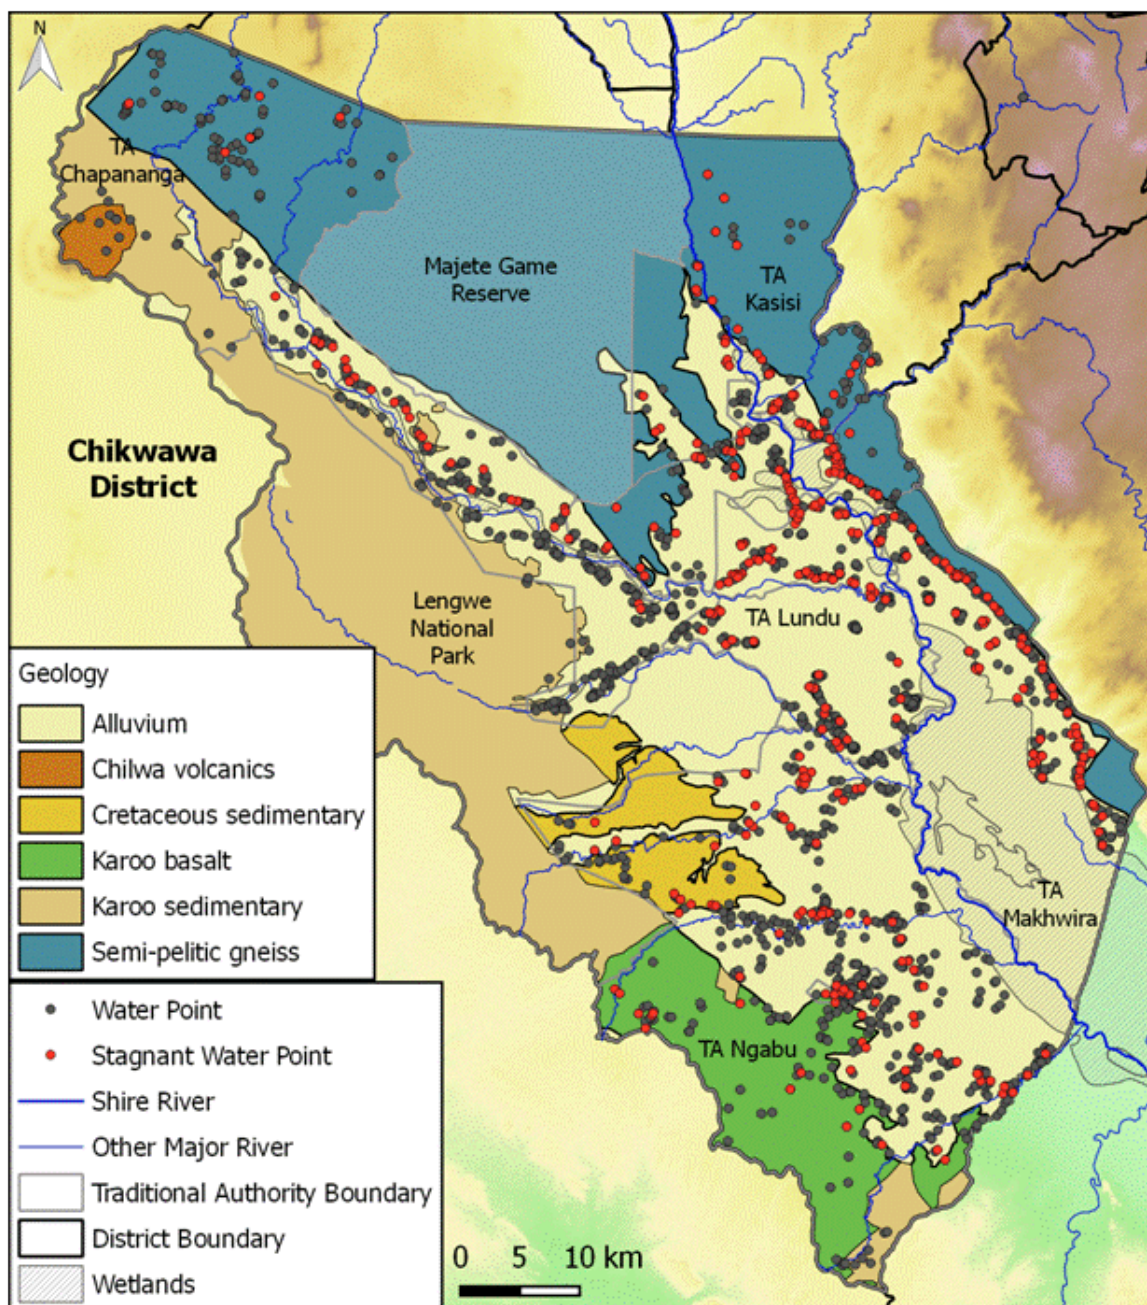 N
TA
Chapananga
Majete Game
Reserve
TA
Kasisi
Chikwawa
District
Lengwe
National
Park
TA Lundu
TA
Makhwira
TA Ngabu
Geology
Alluvium
Chilwa volcanics
Cretaceous sedimentary
Karoo basalt
Karoo sedimentary
Semi-pelitic gneiss
Water Point
Stagnant Water Point
Shire River
Other Major River
Traditional Authority Boundary
District Boundary
Wetlands
0 5 10 km